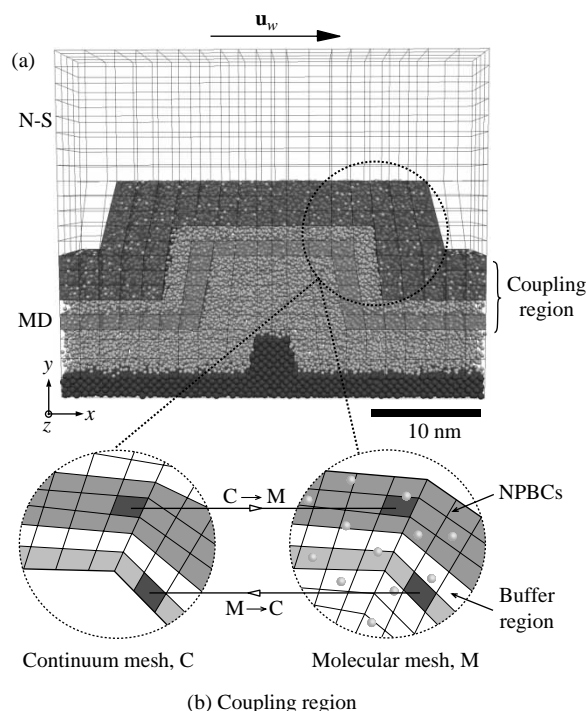 u_w
(a)
N-S
MD
Coupling
region
y
z
x
10 nm
C → M
NPBCs
M → C
Buffer
region
Continuum mesh, C
Molecular mesh, M
(b) Coupling region